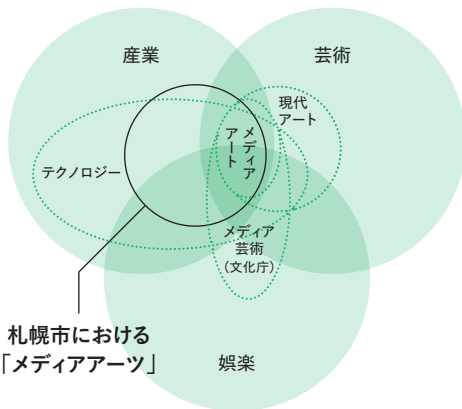 産業
芸術
現代
アート
メディア
アート
テクノロジー
メディア
芸術
(文化庁)
札幌市における
「メディアアーツ」
娯楽